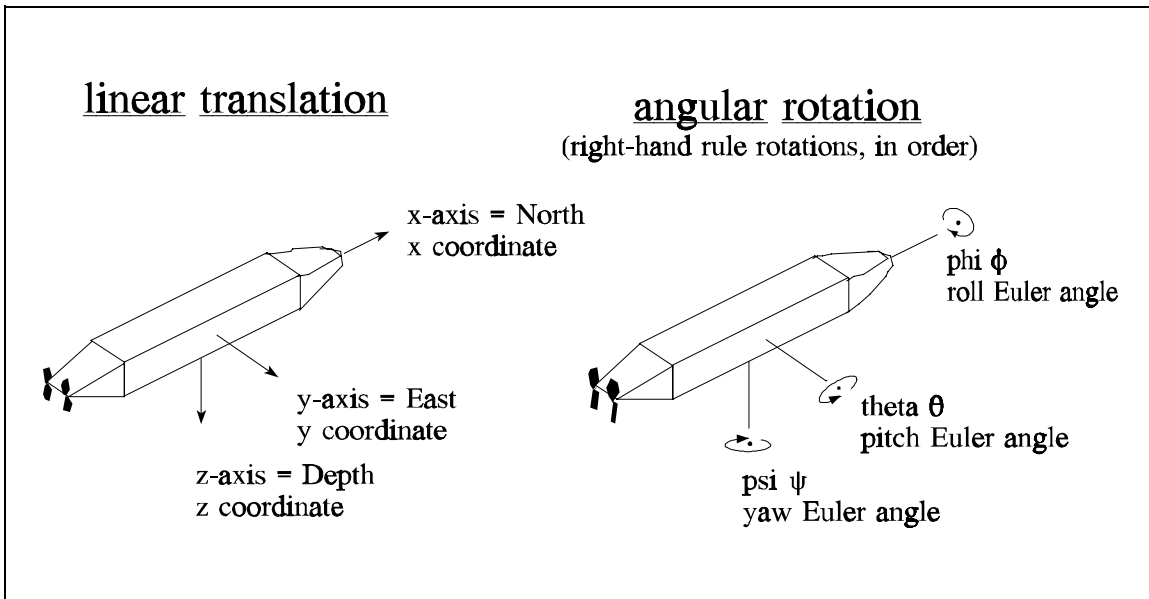 linear translation
x-axis = North
x coordinate
y-axis = East
y coordinate
z-axis = Depth
z coordinate
angular rotation
(right-hand rule rotations, in order)
phi ϕ
roll Euler angle
theta θ
pitch Euler angle
psi ψ
yaw Euler angle